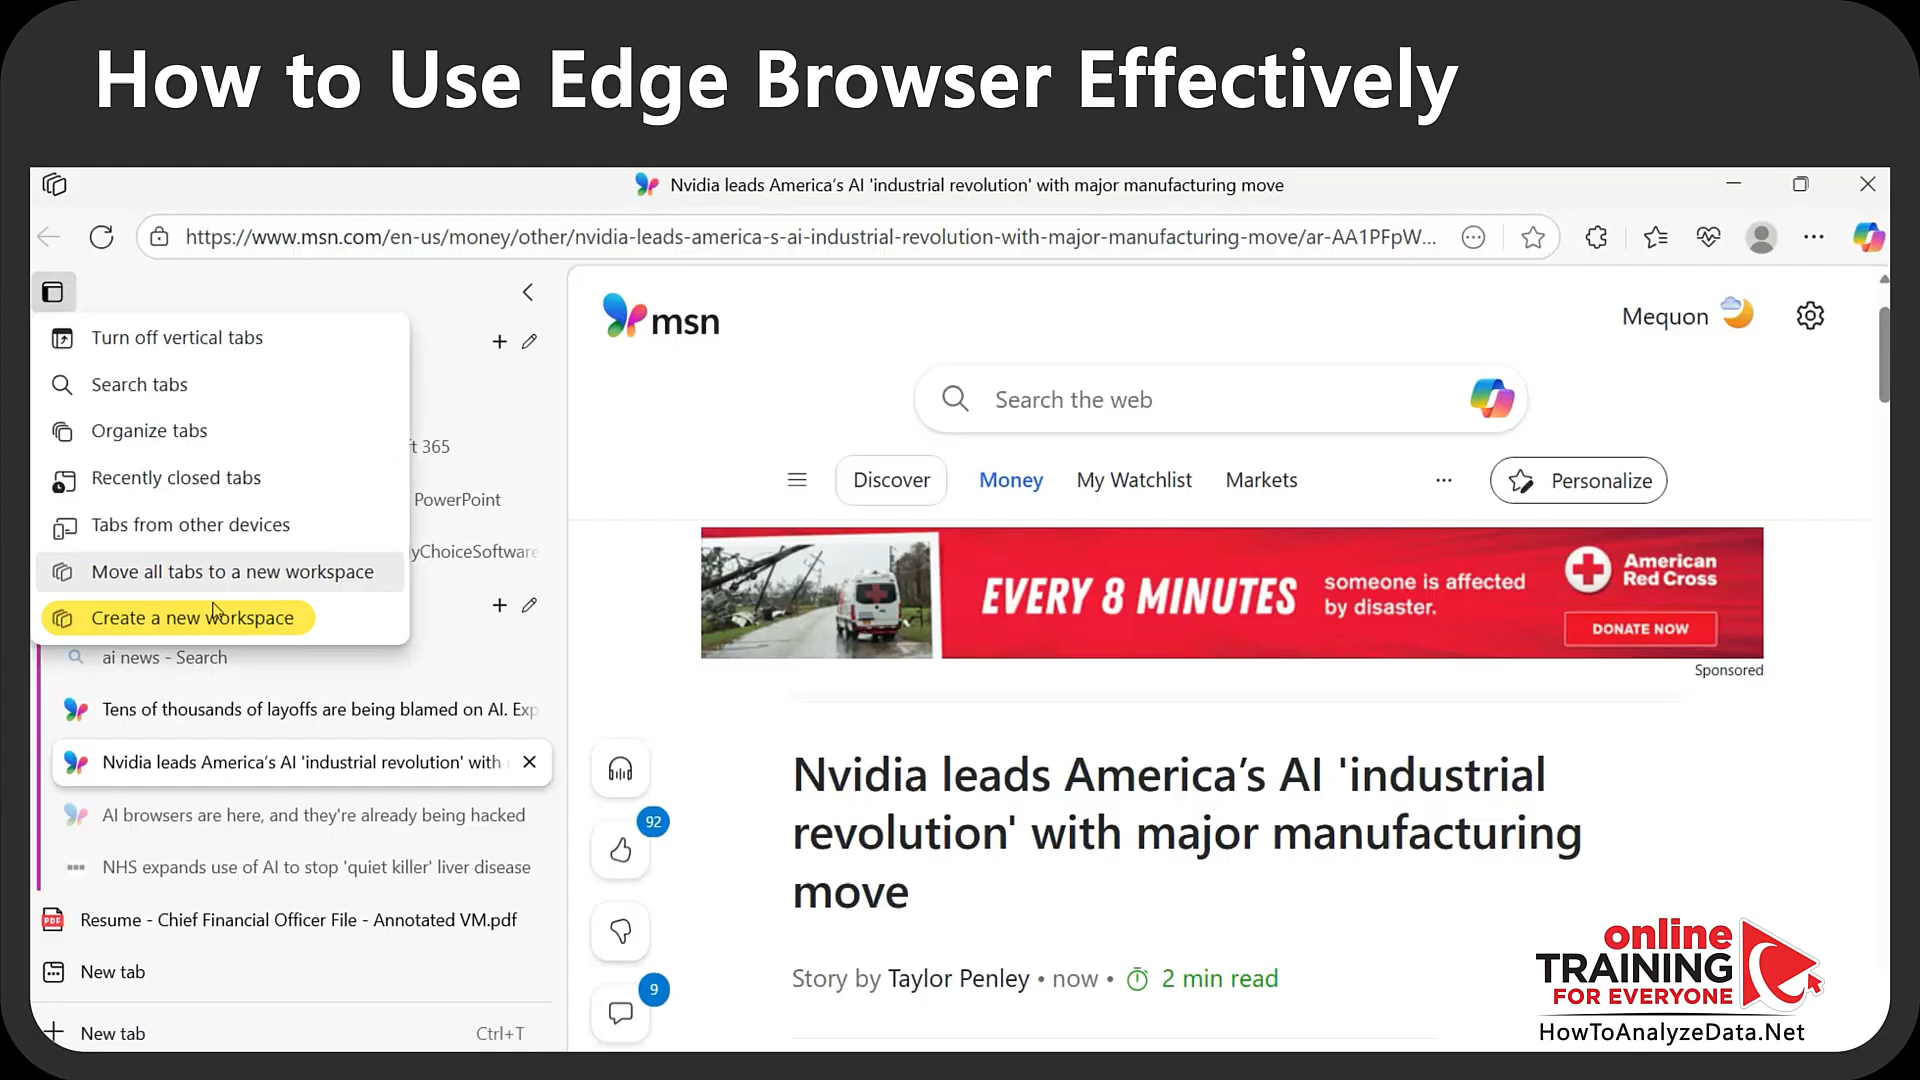 How to Use Edge Browser Effectively
Nvidia leads America’s AI 'industrial revolution' with major manufacturing move
https://www.msn.com/en-us/money/other/nvidia-leads-america-s-ai-industrial-revolution-with-major-manufacturing-move/ar-AA1PFpW...
Turn off vertical tabs
Search tabs
Organize tabs
Recently closed tabs
Tabs from other devices
Move all tabs to a new workspace
Create a new workspace
365
PowerPoint
yChoiceSoftware
ai news - Search
Tens of thousands of layoffs are being blamed on AI. Exp
Nvidia leads America’s AI 'industrial revolution' with
AI browsers are here, and they're already being hacked
NHS expands use of AI to stop 'quiet killer' liver disease
PDF
Resume - Chief Financial Officer File - Annotated VM.pdf
New tab
New tab Ctrl+T
msn
Mequon
Search the web
Discover Money My Watchlist Markets ... Personalize
EVERY 8 MINUTES
someone is affected
by disaster.
American
Red Cross
DONATE NOW
Sponsored
92
9
Nvidia leads America’s AI 'industrial
revolution' with major manufacturing
move
Story by Taylor Penley • now • 2 min read
online
TRAINING
FOR EVERYONE
HowToAnalyzeData.Net